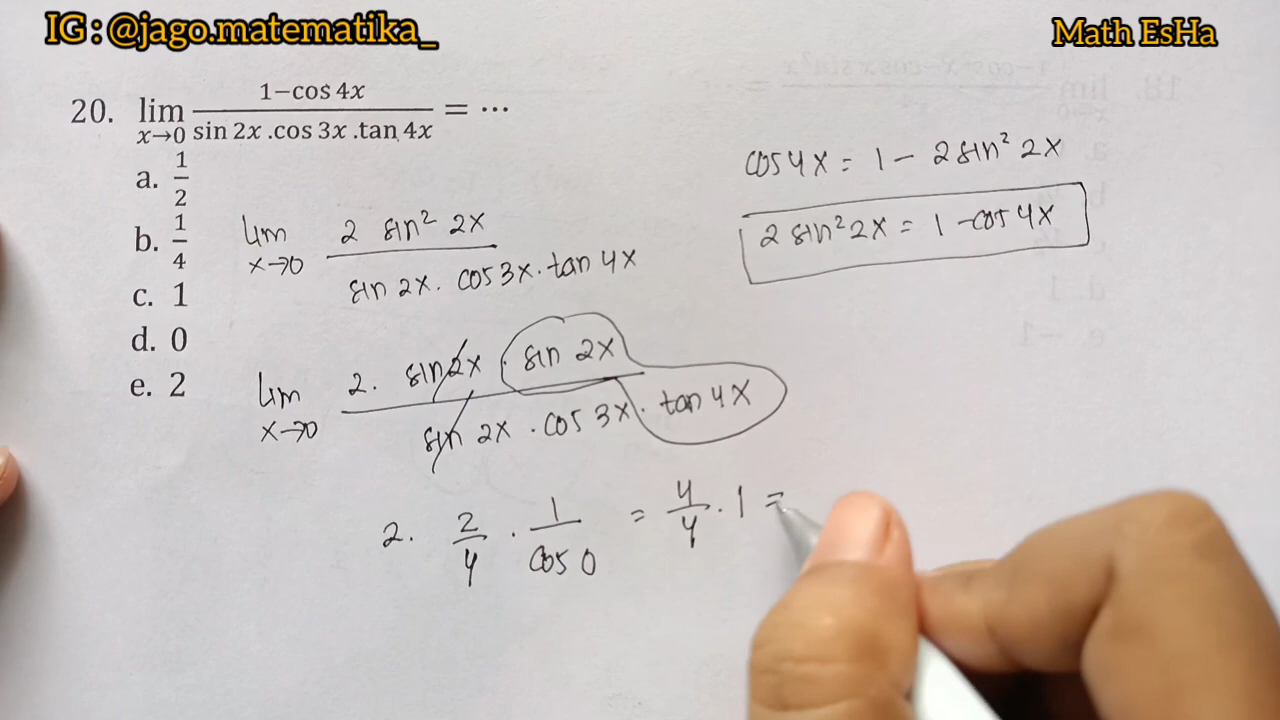 IG : @jago.matematika_
Math EsHa
20. lim x→0 (1−cos 4x)/(sin 2x .cos 3x .tan 4x) = ⋯
a. 1/2
b. 1/4
c. 1
d. 0
e. 2
cos 4x = 1 − 2 sin² 2x
2 sin² 2x = 1 − cos 4x
lim x→0 (2 sin² 2x)/(sin 2x . cos 3x . tan 4x)
lim x→0 (2 . sin 2x . sin 2x)/(sin 2x . cos 3x . tan 4x)
2 . 2/4 . 1/cos 0 = 4/4 . 1 =